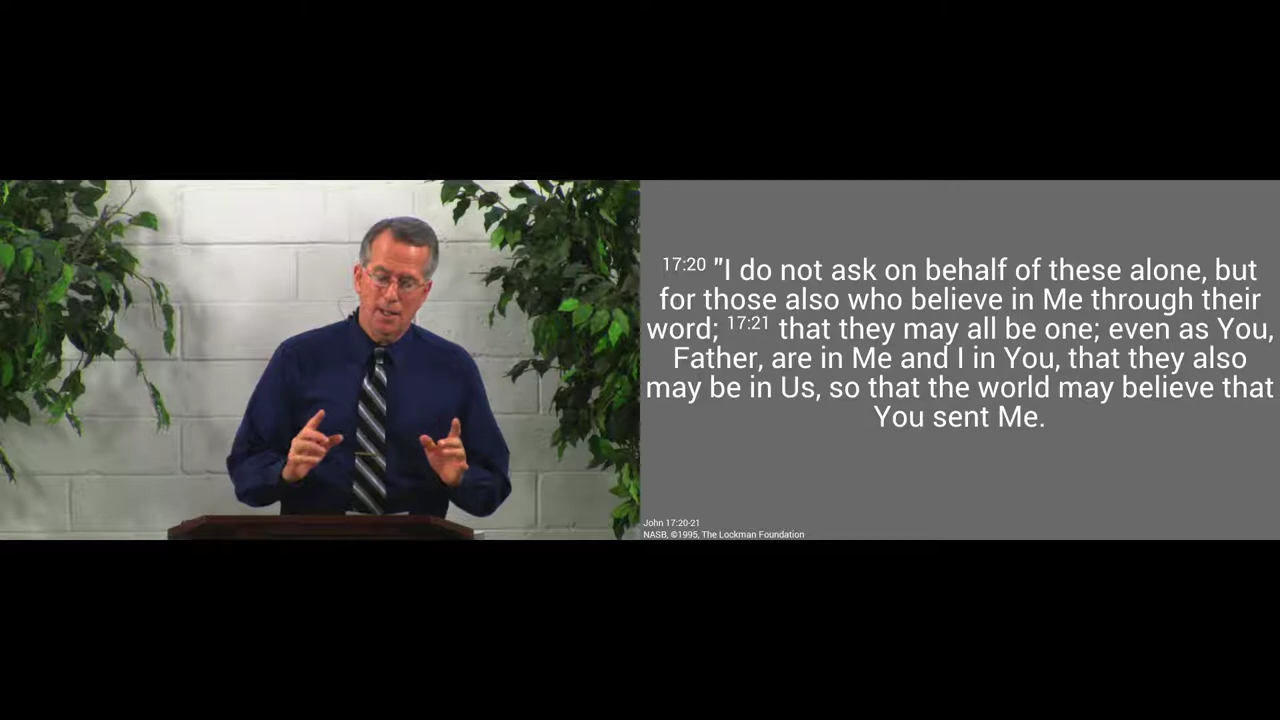 17:20 "I do not ask on behalf of these alone, but
for those also who believe in Me through their
word; 17:21 that they may all be one; even as You,
Father, are in Me and I in You, that they also
may be in Us, so that the world may believe that
You sent Me.
John 17:20-21
NASB, ©1995, The Lockman Foundation